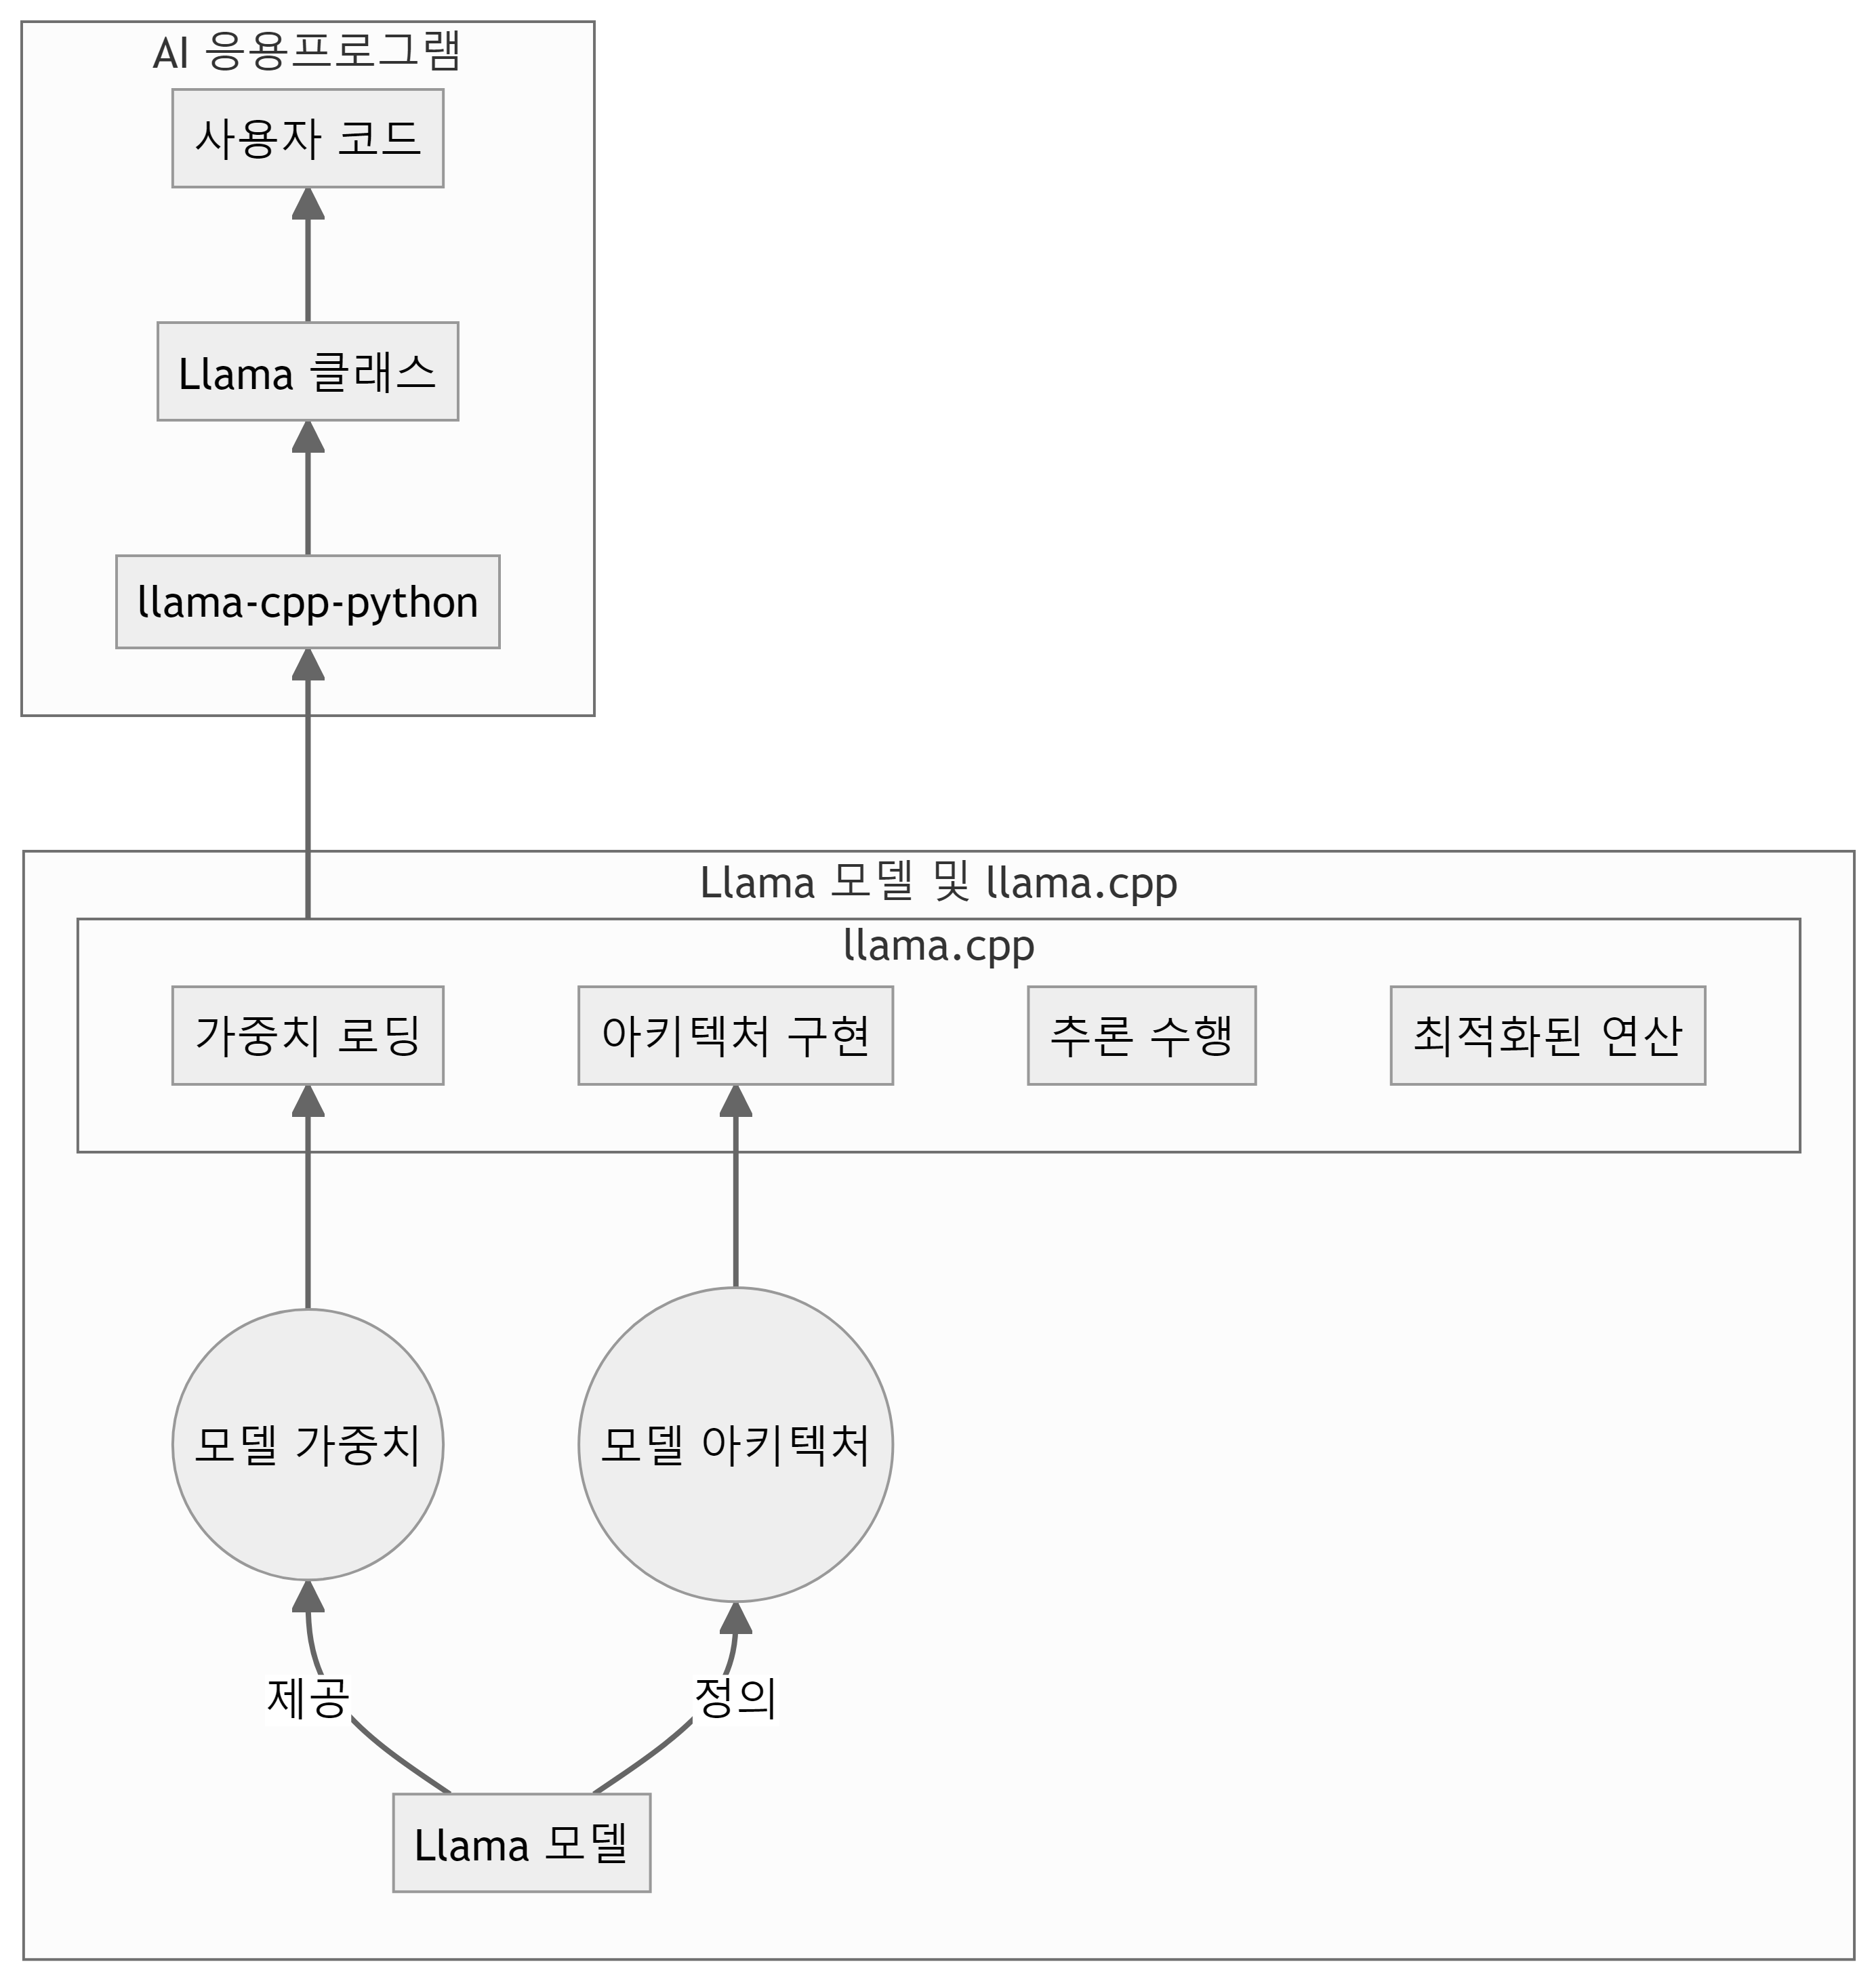 AI 응용프로그램
사용자 코드
Llama 클래스
llama-cpp-python
Llama 모델 및 llama.cpp
llama.cpp
가중치 로딩
아키텍처 구현
추론 수행
최적화된 연산
모델 가중치
모델 아키텍처
제공
정의
Llama 모델